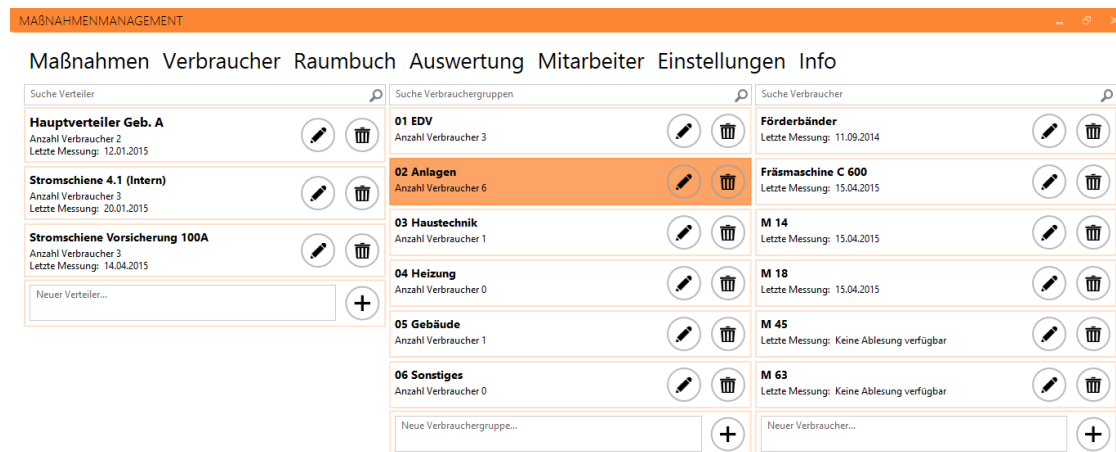 MAßNAHMENMANAGEMENT
Maßnahmen Verbraucher Raumbuch Auswertung Mitarbeiter Einstellungen Info
Suche Verteiler
Hauptverteiler Geb. A
Anzahl Verbraucher 2
Letzte Messung: 12.01.2015
Stromschiene 4.1 (Intern)
Anzahl Verbraucher 3
Letzte Messung: 20.01.2015
Stromschiene Vorsicherung 100A
Anzahl Verbraucher 3
Letzte Messung: 14.04.2015
Neuer Verteiler...
Suche Verbrauchergruppen
01 EDV
Anzahl Verbraucher 3
02 Anlagen
Anzahl Verbraucher 6
03 Haustechnik
Anzahl Verbraucher 1
04 Heizung
Anzahl Verbraucher 0
05 Gebäude
Anzahl Verbraucher 1
06 Sonstiges
Anzahl Verbraucher 0
Neue Verbrauchergruppe...
Suche Verbraucher
Förderbänder
Letzte Messung: 11.09.2014
Fräsmaschine C 600
Letzte Messung: 15.04.2015
M 14
Letzte Messung: 15.04.2015
M 18
Letzte Messung: 15.04.2015
M 45
Letzte Messung: Keine Ablesung verfügbar
M 63
Letzte Messung: Keine Ablesung verfügbar
Neuer Verbraucher...